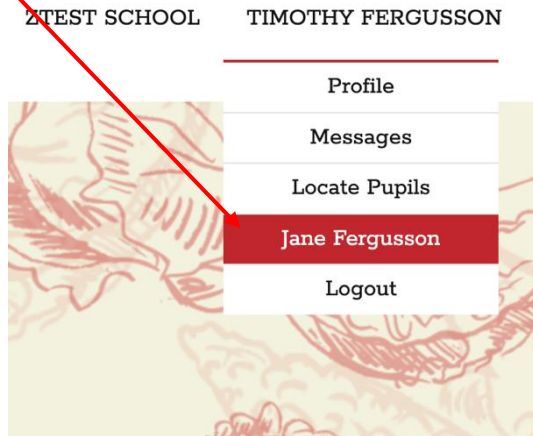 ZTEST SCHOOL TIMOTHY FERGUSSON
Profile
Messages
Locate Pupils
Jane Fergusson
Logout